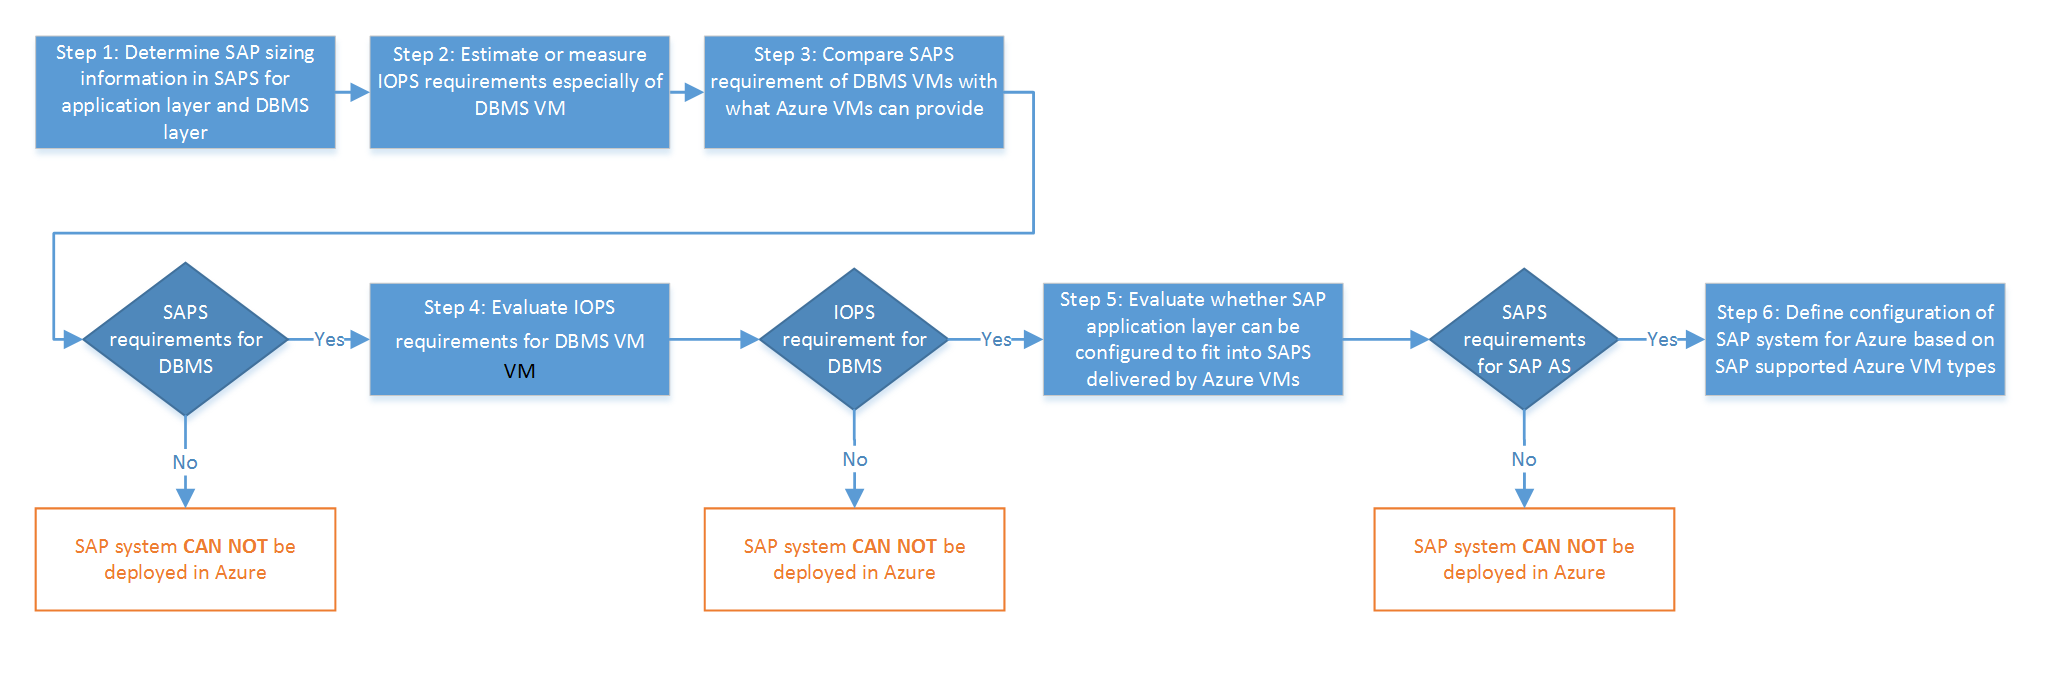 Step 1: Determine SAP sizing
information in SAPS for
application layer and DBMS
layer
Step 2: Estimate or measure
IOPS requirements especially of
DBMS VM
Step 3: Compare SAPS
requirement of DBMS VMs with
what Azure VMs can provide
SAPS
requirements for
DBMS
Yes
No
SAP system CAN NOT be
deployed in Azure
Step 4: Evaluate IOPS
requirements for DBMS VM
VM
IOPS
requirement for
DBMS
Yes
No
SAP system CAN NOT be
deployed in Azure
Step 5: Evaluate whether SAP
application layer can be
configured to fit into SAPS
delivered by Azure VMs
SAPS
requirements
for SAP AS
Yes
No
SAP system CAN NOT be
deployed in Azure
Step 6: Define configuration of
SAP system for Azure based on
SAP supported Azure VM types